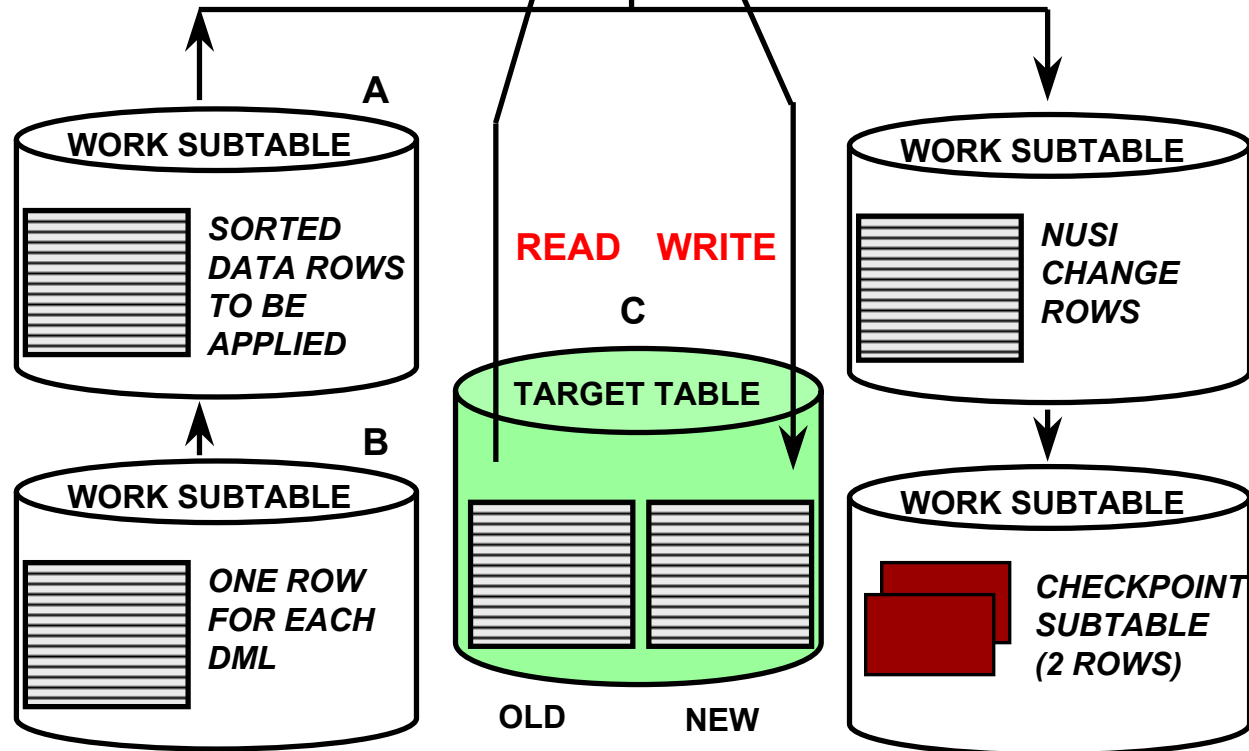 A
WORK SUBTABLE
SORTED
DATA ROWS
TO BE
APPLIED
B
WORK SUBTABLE
ONE ROW
FOR EACH
DML
READ WRITE
C
TARGET TABLE
OLD NEW
WORK SUBTABLE
NUSI
CHANGE
ROWS
WORK SUBTABLE
CHECKPOINT
SUBTABLE
(2 ROWS)